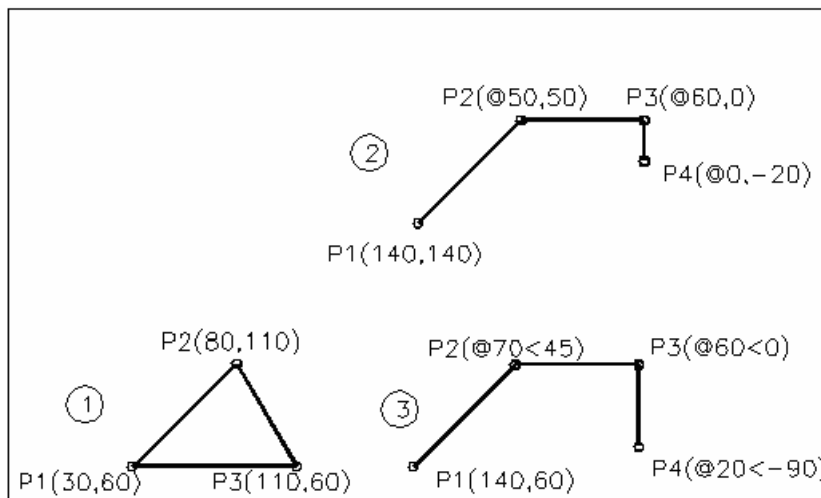 P2(@50,50)
P3(@60,0)
2
P4(@0,-20)
P1(140,140)
P2(80,110)
P2(@70<45)
P3(@60<0)
1
3
P1(30,60)
P3(110,60)
P1(140,60)
P4(@20<-90)